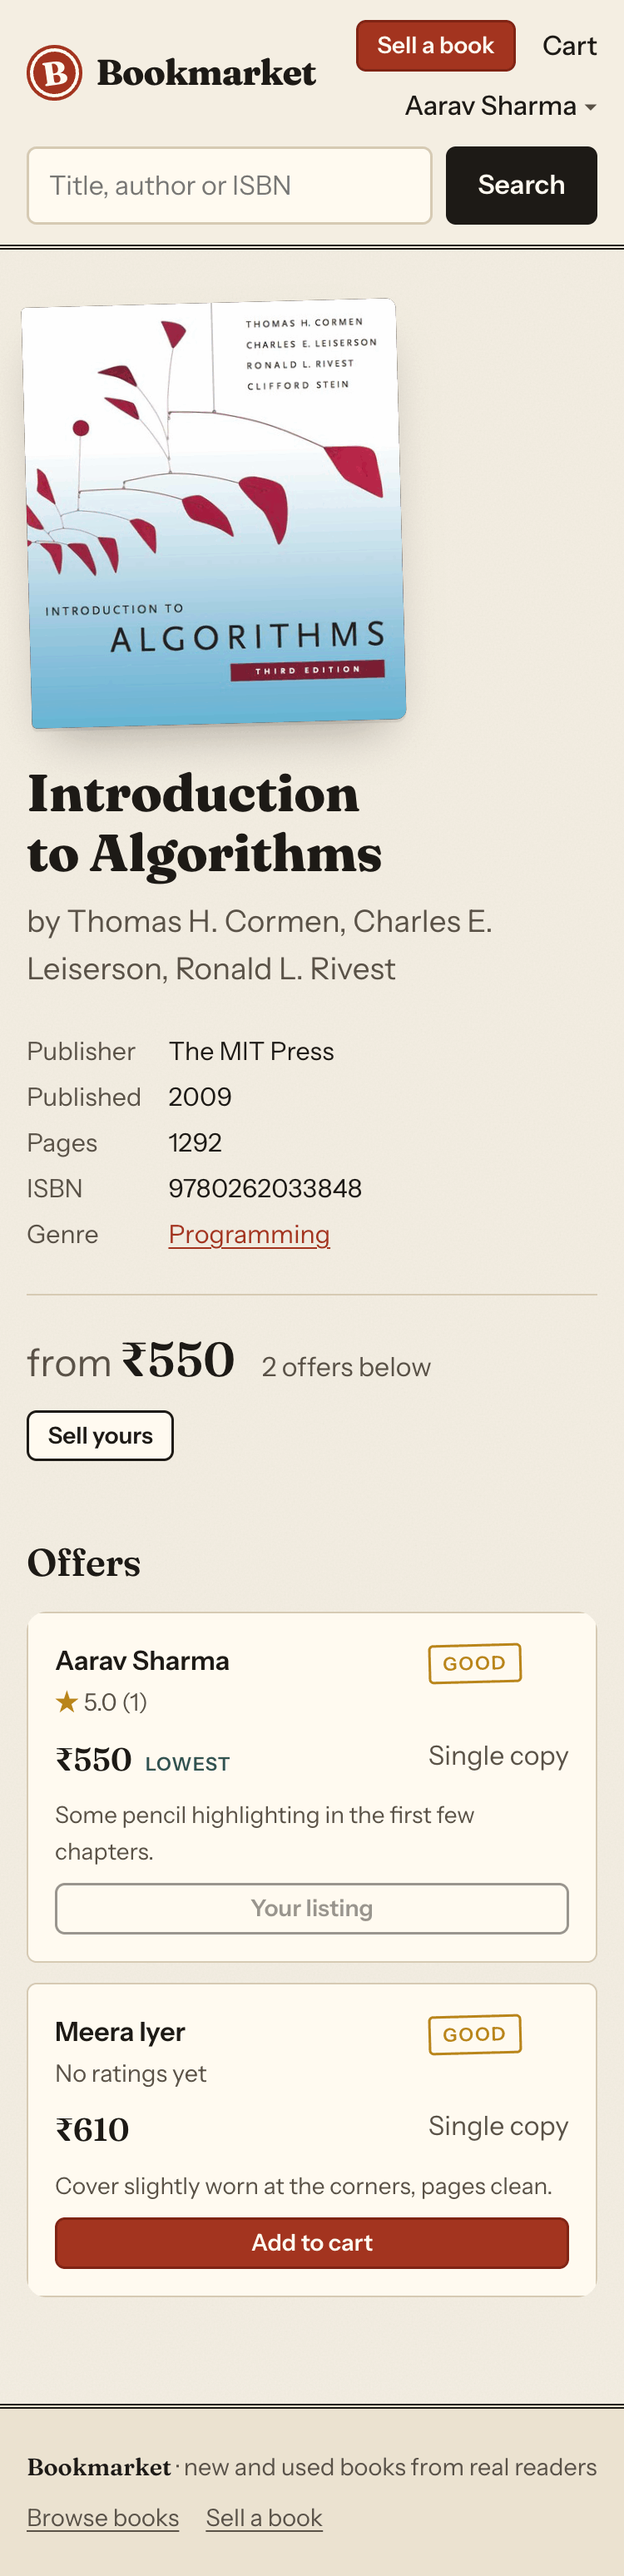 B Bookmarket
Sell a book
Cart
Aarav Sharma
Title, author or ISBN
Search
THOMAS H. CORMEN
CHARLES E. LEISERSON
RONALD L. RIVEST
CLIFFORD STEIN
INTRODUCTION TO
ALGORITHMS
THIRD EDITION
Introduction
to Algorithms
by Thomas H. Cormen, Charles E.
Leiserson, Ronald L. Rivest
Publisher The MIT Press
Published 2009
Pages 1292
ISBN 9780262033848
Genre Programming
from ₹550 2 offers below
Sell yours
Offers
Aarav Sharma GOOD
★ 5.0 (1)
₹550 LOWEST Single copy
Some pencil highlighting in the first few
chapters.
Your listing
Meera Iyer GOOD
No ratings yet
₹610 Single copy
Cover slightly worn at the corners, pages clean.
Add to cart
Bookmarket · new and used books from real readers
Browse books Sell a book